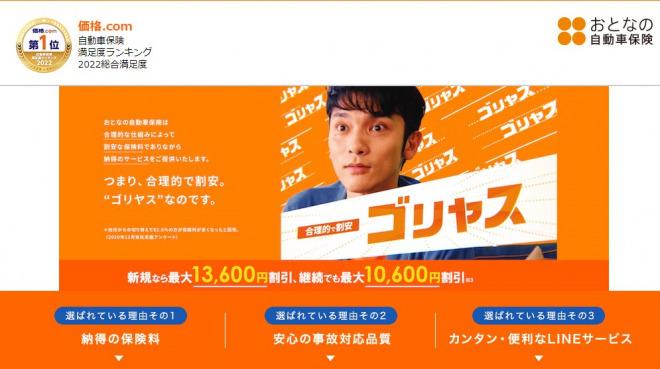 価格.com
自動車保険
満足度ランキング
2022総合満足度
価格.com
第1位
2022
おとなの
自動車保険
おとなの自動車保険は
合理的な仕組みによって
割安な保険料でありながら
納得のサービスをご提供いたします。
つまり、合理的で割安。
“ゴリヤス”なのです。
ゴリヤス
合理的で割安
ゴリヤス
新規なら最大13,600円割引、継続でも最大10,600円割引※3
選ばれている理由その1
納得の保険料
選ばれている理由その2
安心の事故対応品質
選ばれている理由その3
カンタン・便利なLINEサービス